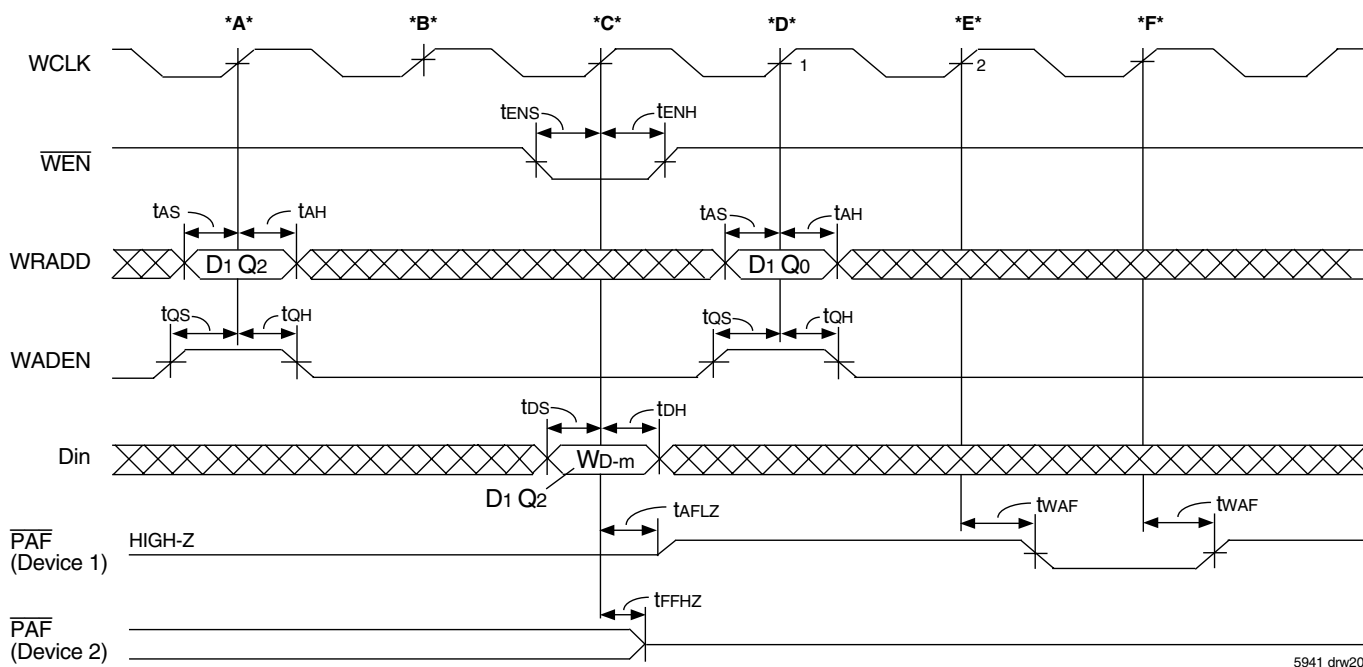 *A* *B* *C* *D* *E* *F*
WCLK 1 2
tENS tENH
WEN
tAS tAH tAS tAH
WRADD D1 Q2 D1 Q0
tQS tQH tQS tQH
WADEN
tDS tDH
Din WD-m
D1 Q2
tAFLZ tWAF tWAF
PAF HIGH-Z
(Device 1)
tFFHZ
PAF
(Device 2)
5941 drw20